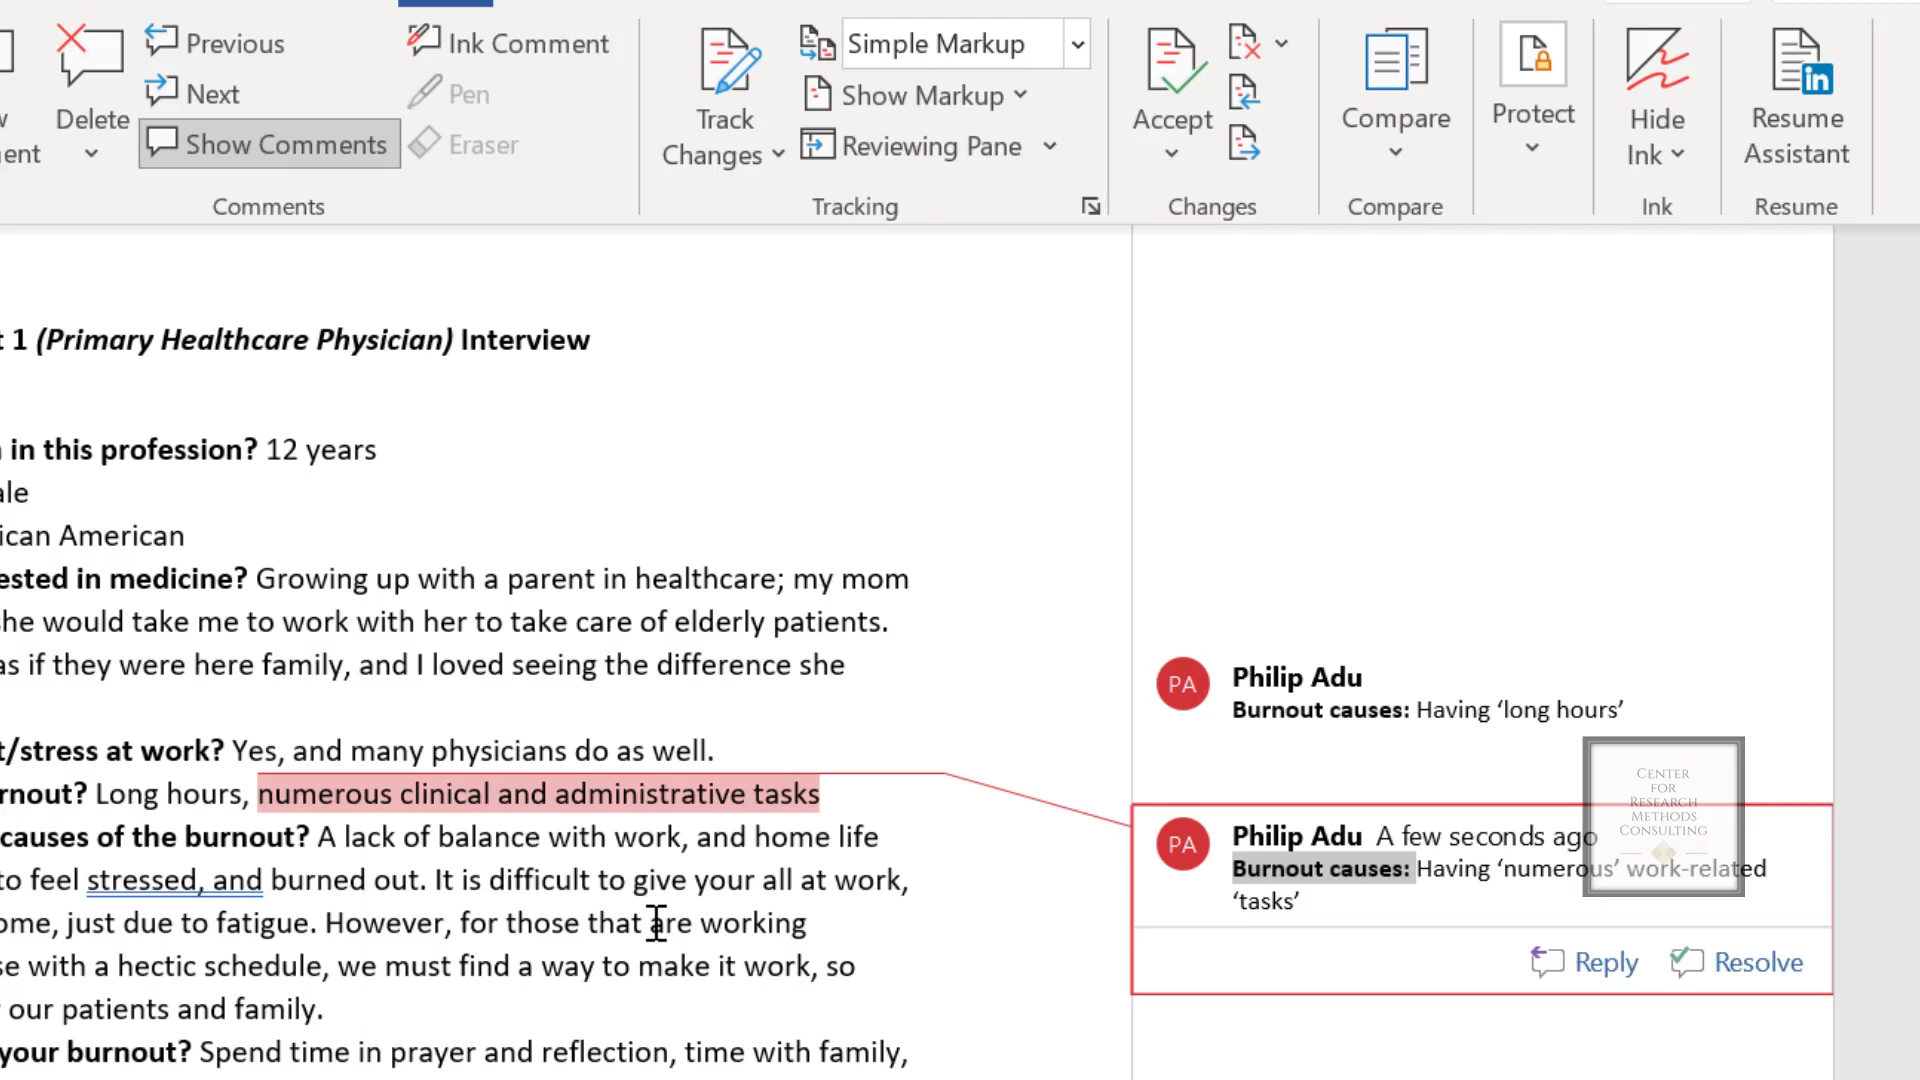 Previous
Next
Show Comments
Delete
Ink Comment
Pen
Eraser
Comments
Track
Changes
Simple Markup
Show Markup
Reviewing Pane
Tracking
Accept
Changes
Compare
Compare
Protect
Hide
Ink
Ink
Resume
Assistant
Resume
in
t 1 (Primary Healthcare Physician) Interview
in this profession? 12 years
ale
ican American
ested in medicine? Growing up with a parent in healthcare; my mom
she would take me to work with her to take care of elderly patients.
as if they were here family, and I loved seeing the difference she
t/stress at work? Yes, and many physicians do as well.
rnout? Long hours, numerous clinical and administrative tasks
causes of the burnout? A lack of balance with work, and home life
to feel stressed, and burned out. It is difficult to give your all at work,
ome, just due to fatigue. However, for those that are working
se with a hectic schedule, we must find a way to make it work, so
our patients and family.
your burnout? Spend time in prayer and reflection, time with family,
PA
Philip Adu
Burnout causes: Having ‘long hours’
PA
Philip Adu A few seconds ago
Burnout causes: Having ‘numerous’ work-related
‘tasks’
Reply
Resolve
CENTER
FOR
RESEARCH
METHODS
CONSULTING